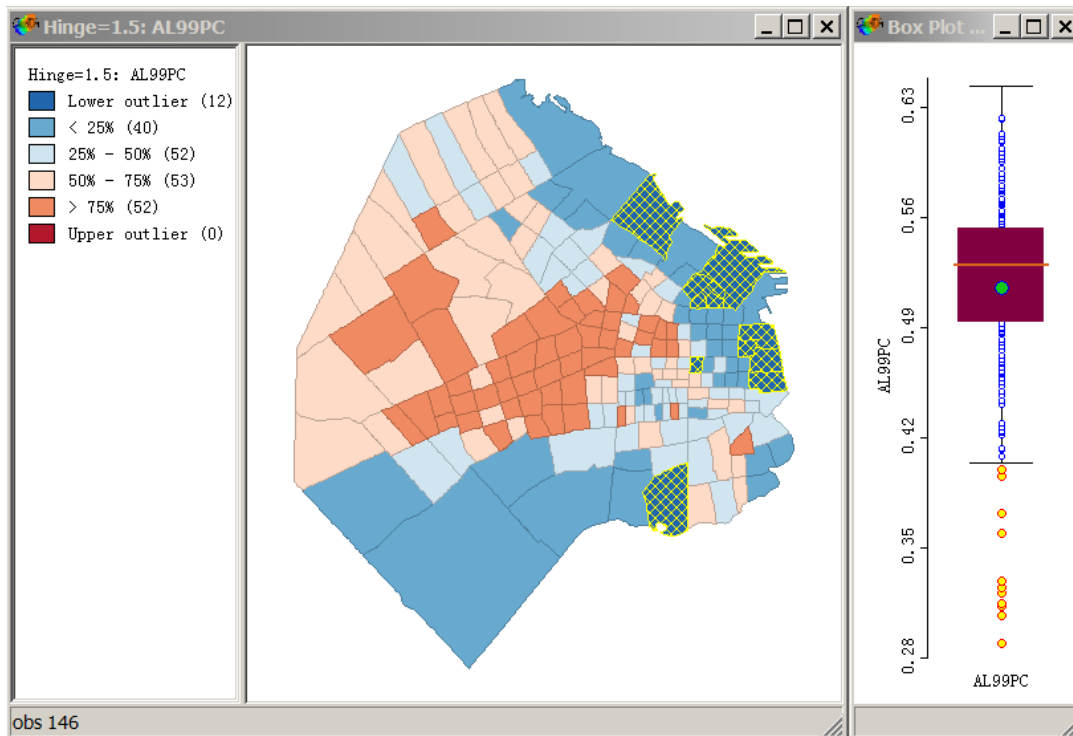 Hinge=1.5: AL99PC
Hinge=1.5: AL99PC
Lower outlier (12)
< 25% (40)
25% - 50% (52)
50% - 75% (53)
> 75% (52)
Upper outlier (0)
obs 146
Box Plot ...
0.63
0.56
0.49
0.42
0.35
0.28
AL99PC
AL99PC